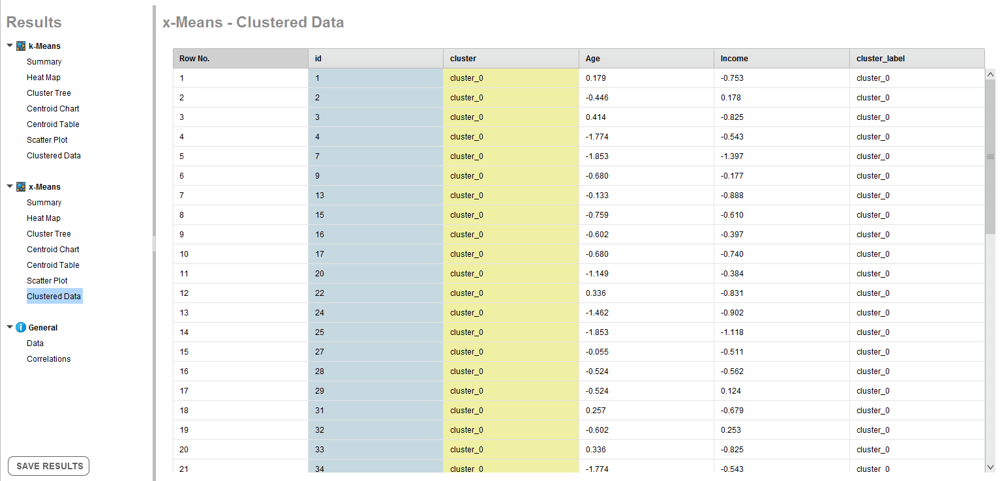 Results
k-Means
Summary
Heat Map
Cluster Tree
Centroid Chart
Centroid Table
Scatter Plot
Clustered Data
x-Means
Summary
Heat Map
Cluster Tree
Centroid Chart
Centroid Table
Scatter Plot
Clustered Data
General
Data
Correlations
SAVE RESULTS
x-Means - Clustered Data
Row No. id cluster Age Income cluster_label
1 1 cluster_0 0.179 -0.753 cluster_0
2 2 cluster_0 -0.446 0.178 cluster_0
3 3 cluster_0 0.414 -0.825 cluster_0
4 4 cluster_0 -1.774 -0.543 cluster_0
5 7 cluster_0 -1.853 -1.397 cluster_0
6 9 cluster_0 -0.680 -0.177 cluster_0
7 13 cluster_0 -0.133 -0.888 cluster_0
8 15 cluster_0 -0.759 -0.610 cluster_0
9 16 cluster_0 -0.602 -0.397 cluster_0
10 17 cluster_0 -0.680 -0.740 cluster_0
11 20 cluster_0 -1.149 -0.384 cluster_0
12 22 cluster_0 0.336 -0.831 cluster_0
13 24 cluster_0 -1.462 -0.902 cluster_0
14 25 cluster_0 -1.853 -1.118 cluster_0
15 27 cluster_0 -0.055 -0.511 cluster_0
16 28 cluster_0 -0.524 -0.562 cluster_0
17 29 cluster_0 -0.524 0.124 cluster_0
18 31 cluster_0 0.257 -0.679 cluster_0
19 32 cluster_0 -0.602 0.253 cluster_0
20 33 cluster_0 0.336 -0.825 cluster_0
21 34 cluster_0 -1.774 -0.543 cluster_0